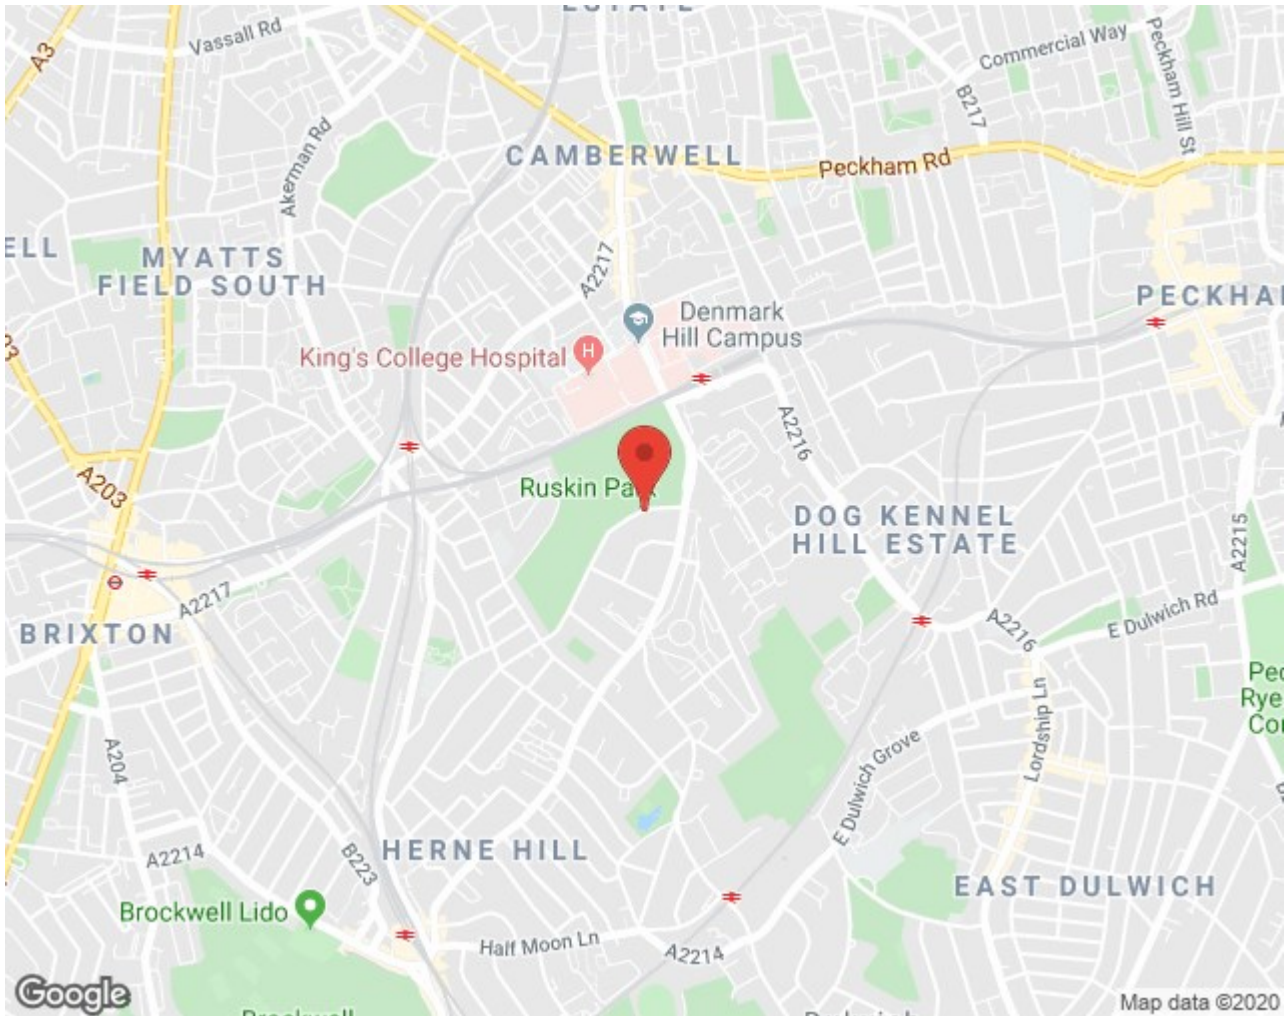 ESTATE
Vassall Rd
A3
Commercial Way
Peckham Hill St
B217
Akerman Rd
CAMBERWELL
Peckham Rd
ELL
MYATTS
FIELD SOUTH
A2217
PECKHA
Denmark
Hill Campus
King's College Hospital
H
A2216
A203
Ruskin Pa
DOG KENNEL
HILL ESTATE
A2215
A2217
BRIXTON
E Dulwich Rd
A2216
Pec
Rye
Co
Lordship Ln
A204
E Dulwich Grove
HERNE HILL
A2214
B223
EAST DULWICH
Brockwell Lido
Half Moon Ln
A2214
Google
Brockwell
Map data ©2020